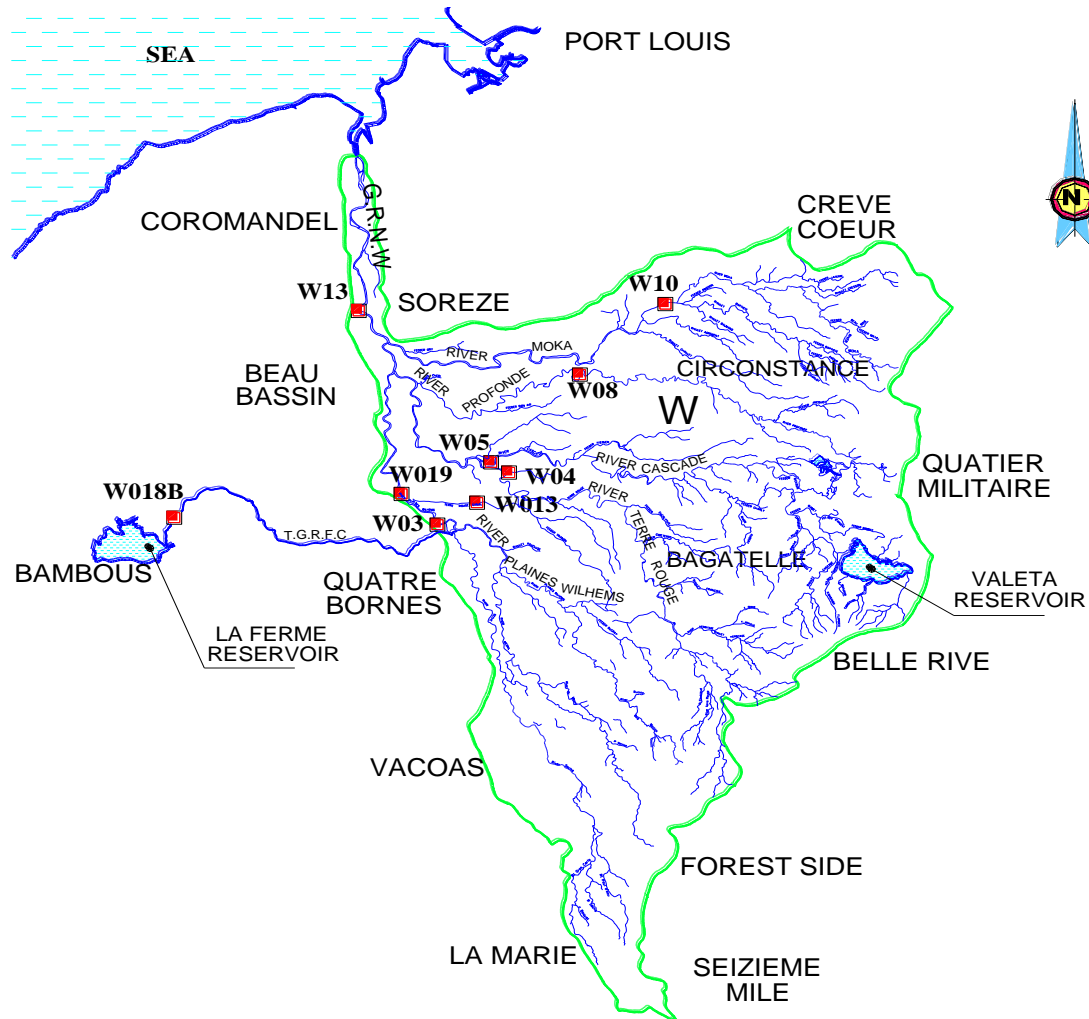 PORT LOUIS
SEA
N
CREVE
COEUR
COROMANDEL
G.R.N.W
W13
SOREZE
W10
RIVER MOKA
BEAU
BASSIN
RIVER PROFONDE
W08
CIRCONSTANCE
W
W05
W04
RIVER CASCADE
QUATIER
MILITAIRE
W019
W013
W018B
W03
T.G.R.F.C
RIVER PLAINES WILHEMS
RIVER TERRE ROUGE
BAGATELLE
BAMBOUS
QUATRE
BORNES
VALETA
RESERVOIR
LA FERME
RESERVOIR
BELLE RIVE
VACOAS
FOREST SIDE
LA MARIE
SEIZIEME
MILE